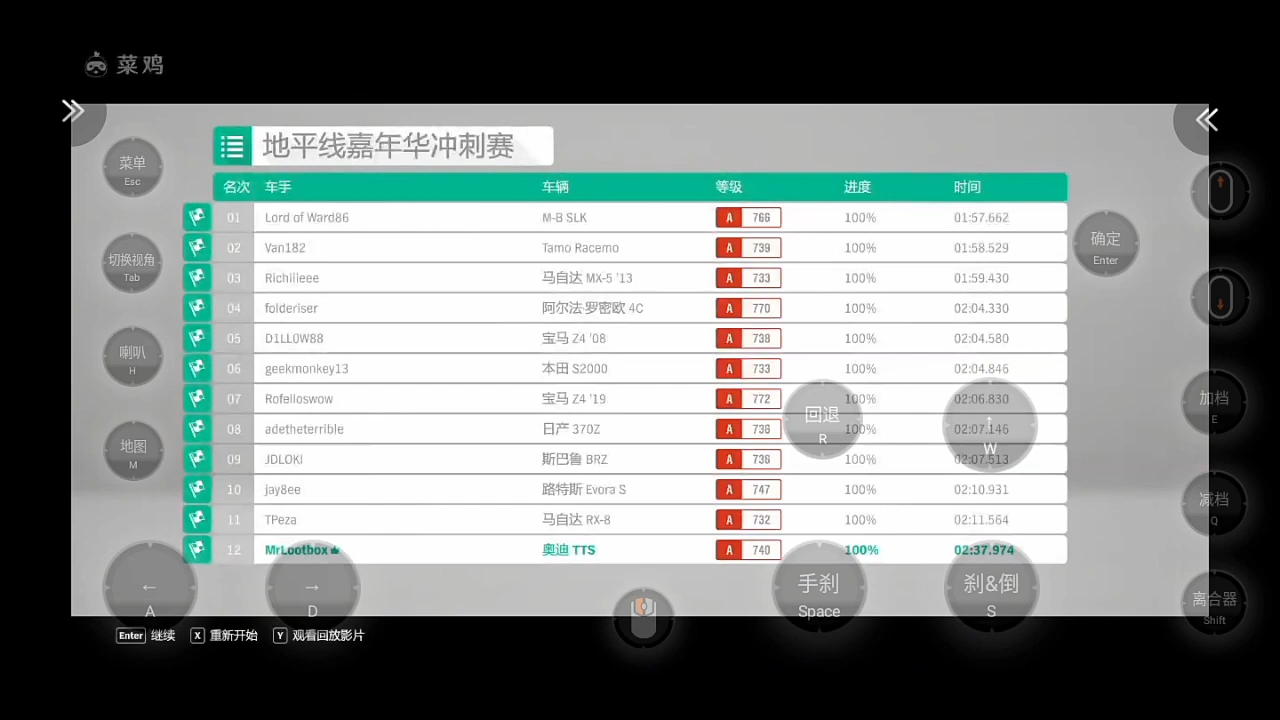 菜鸡
地平线嘉年华冲刺赛
菜单
Esc
名次 车手 车辆 等级 进度 时间
01 Lord of Ward86 M-B SLK A 766 100% 01:57.662
02 Van182 Tamo Racemo A 739 100% 01:58.529
确定
Enter
切换视角
Tab
03 Richilieee 马自达 MX-5 '13 A 733 100% 01:59.430
04 folderiser 阿尔法·罗密欧 4C A 770 100% 02:04.330
05 D1LL0W88 宝马 Z4 '08 A 738 100% 02:04.580
喇叭
H
06 geekmonkey13 本田 S2000 A 733 100% 02:04.846
07 Rofelloswow 宝马 Z4 '19 A 772 100% 02:06.830
加档
E
回退
R
↑
W
08 adetheterrible 日产 370Z A 736 100% 02:07.146
地图
M
09 JDLOKI 斯巴鲁 BRZ A 736 100% 02:07.513
10 jay8ee 路特斯 Evora S A 747 100% 02:10.931
减档
Q
11 TPeza 马自达 RX-8 A 732 100% 02:11.564
12 MrLootbox 奥迪 TTS A 740 100% 02:37.974
←
A
→
D
手刹
Space
刹&倒
S
离合器
Shift
Enter 继续 X 重新开始 Y 观看回放影片